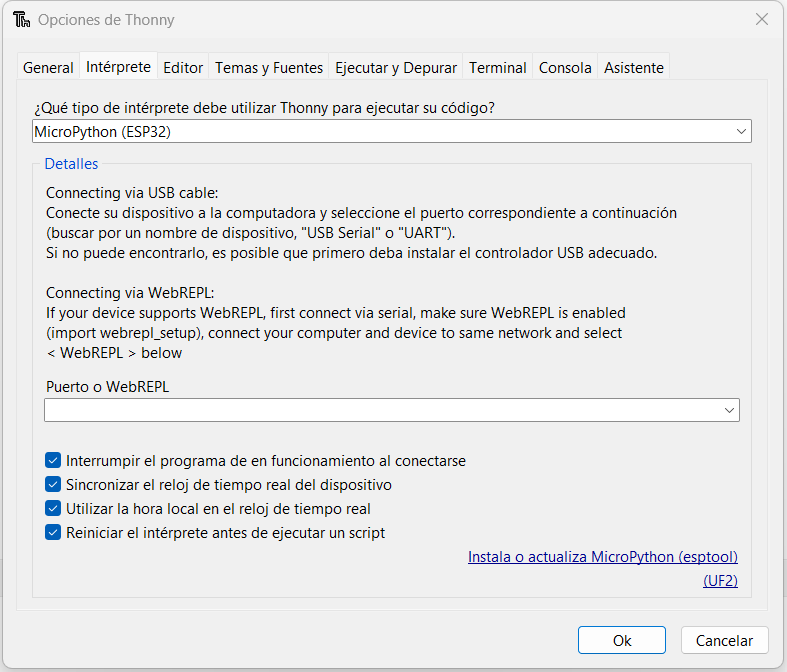 Th Opciones de Thonny
General Intérprete Editor Temas y Fuentes Ejecutar y Depurar Terminal Consola Asistente
¿Qué tipo de intérprete debe utilizar Thonny para ejecutar su código?
MicroPython (ESP32)
Detalles
Connecting via USB cable:
Conecte su dispositivo a la computadora y seleccione el puerto correspondiente a continuación
(buscar por un nombre de dispositivo, "USB Serial" o "UART").
Si no puede encontrarlo, es posible que primero deba instalar el controlador USB adecuado.
Connecting via WebREPL:
If your device supports WebREPL, first connect via serial, make sure WebREPL is enabled
(import webrepl_setup), connect your computer and device to same network and select
< WebREPL > below
Puerto o WebREPL
Interrumpir el programa de en funcionamiento al conectarse
Sincronizar el reloj de tiempo real del dispositivo
Utilizar la hora local en el reloj de tiempo real
Reiniciar el intérprete antes de ejecutar un script
Instala o actualiza MicroPython (esptool)
(UF2)
Ok Cancelar